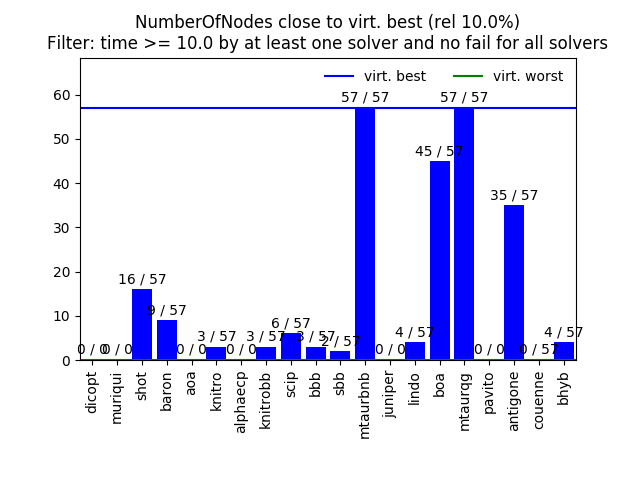 NumberOfNodes close to virt. best (rel 10.0%)
Filter: time >= 10.0 by at least one solver and no fail for all solvers
virt. best
virt. worst
60
50
40
30
20
10
0
0 / 0
0 / 0
16 / 57
9 / 57
0 / 0
3 / 57
0 / 0
3 / 57
6 / 57
3 / 57
2 / 57
57 / 57
0 / 0
4 / 57
45 / 57
57 / 57
0 / 0
35 / 57
0 / 57
4 / 57
dicopt
muriqui
shot
baron
aoa
knitro
alphaecp
knitrobb
scip
bbb
sbb
mtaurbnb
juniper
lindo
boa
mtaurqg
pavito
antigone
couenne
bhyb